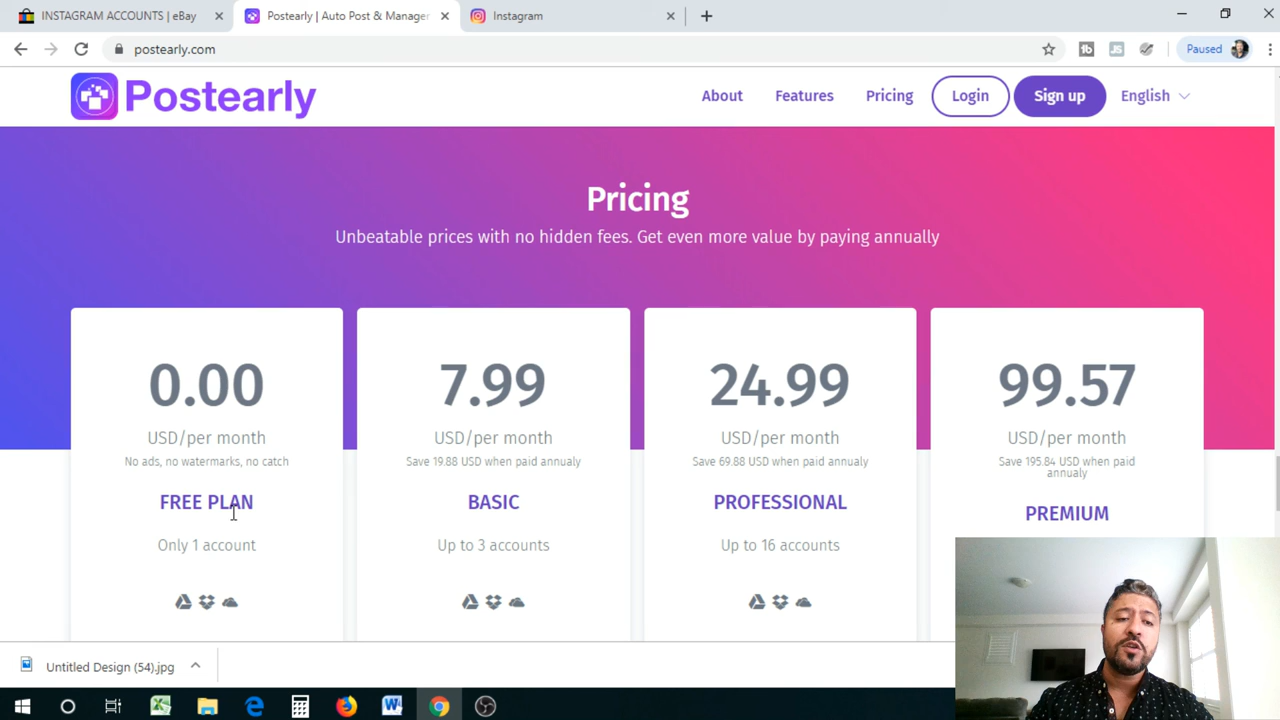 INSTAGRAM ACCOUNTS | eBay
Postearly | Auto Post & Manager
Instagram
postearly.com
Paused
Postearly
About
Features
Pricing
Login
Sign up
English
Pricing
Unbeatable prices with no hidden fees. Get even more value by paying annually
0.00
USD/per month
No ads, no watermarks, no catch
FREE PLAN
Only 1 account
7.99
USD/per month
Save 19.88 USD when paid annualy
BASIC
Up to 3 accounts
24.99
USD/per month
Save 69.88 USD when paid annualy
PROFESSIONAL
Up to 16 accounts
99.57
USD/per month
Save 195.84 USD when paid
annualy
PREMIUM
Untitled Design (54).jpg